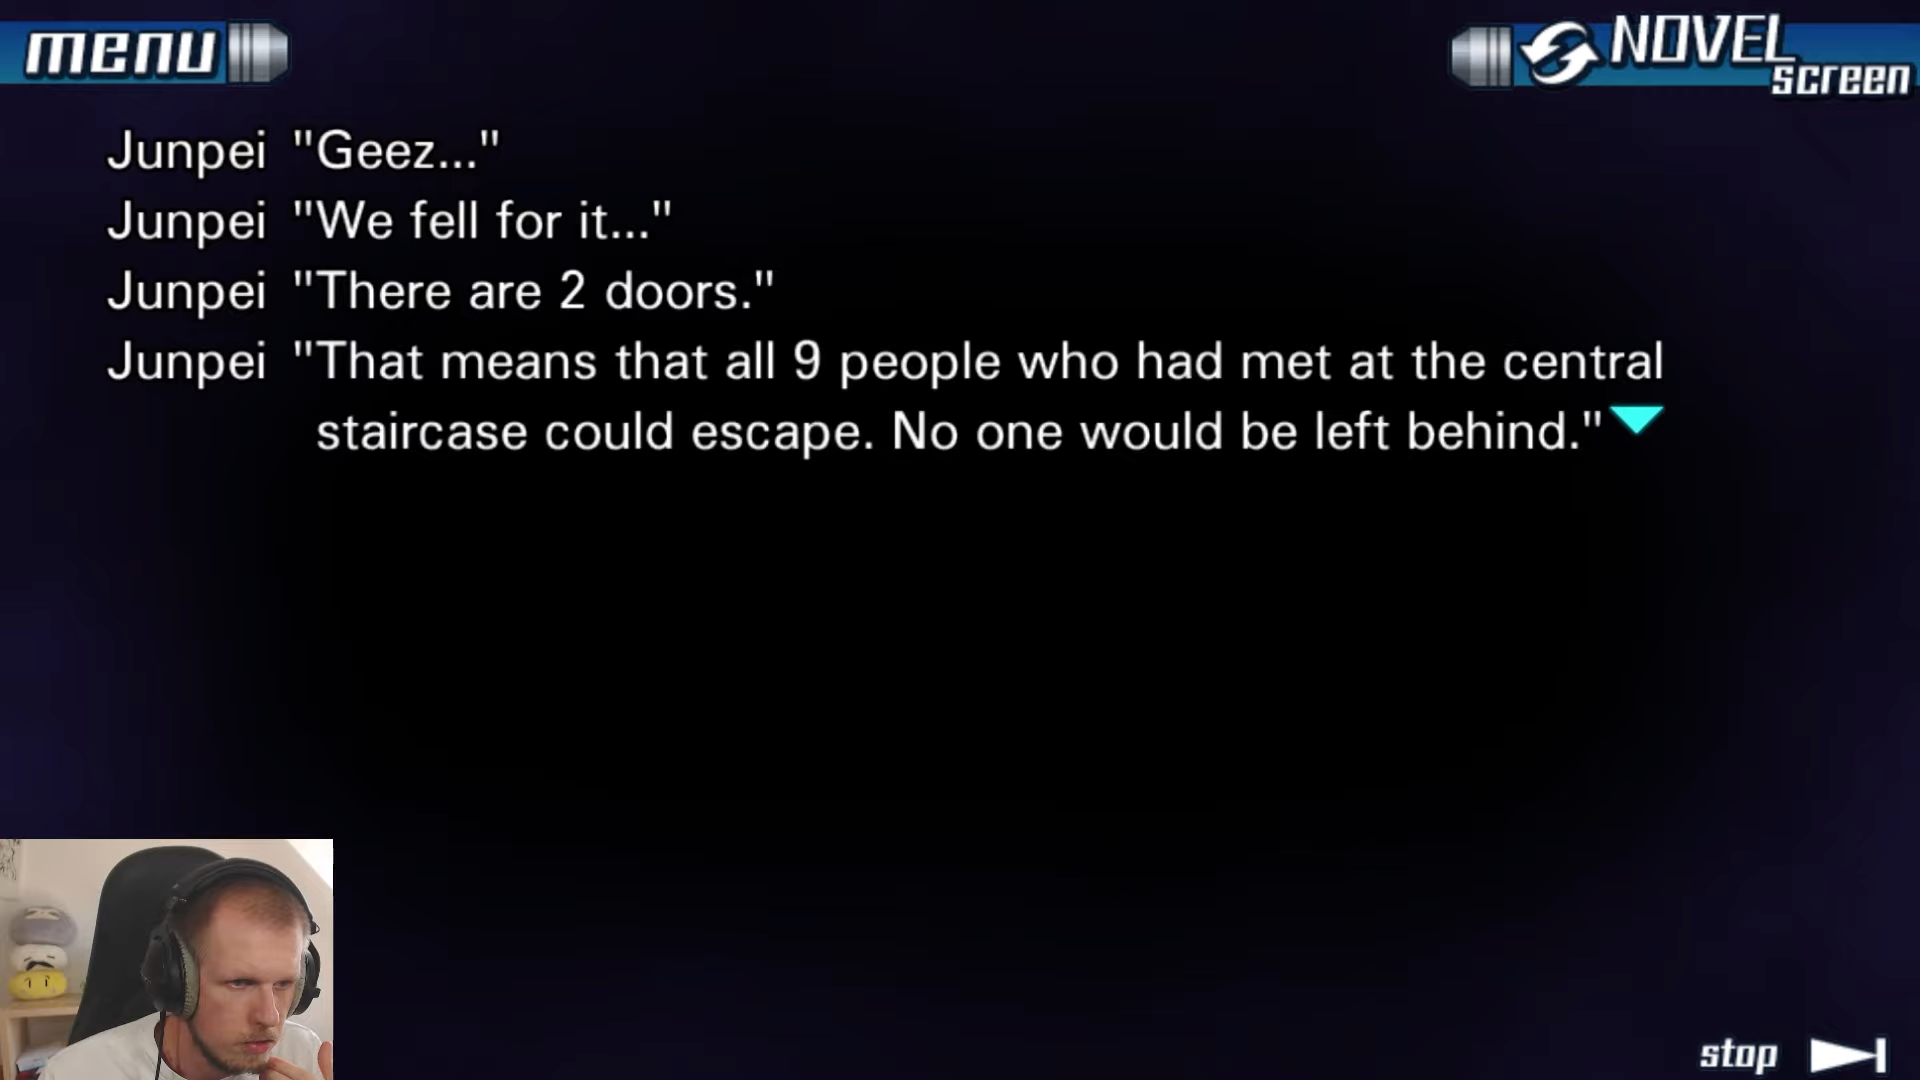 menu
NOVEL
screen
Junpei "Geez..."
Junpei "We fell for it..."
Junpei "There are 2 doors."
Junpei "That means that all 9 people who had met at the central
staircase could escape. No one would be left behind."
stop